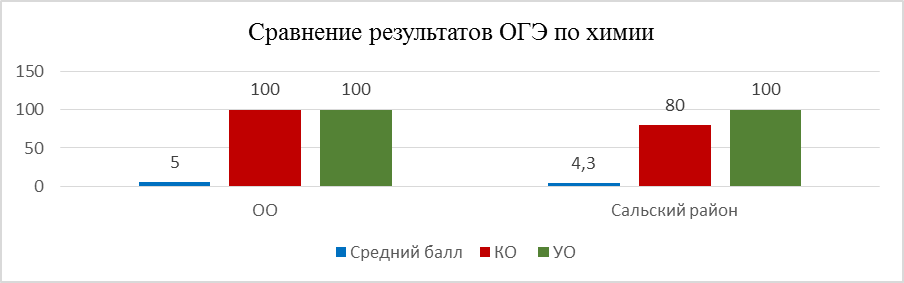 Сравнение результатов ОГЭ по химии
150
100
50
0
5
100
100
4,3
80
100
ОО
Сальский район
Средний балл
КО
УО